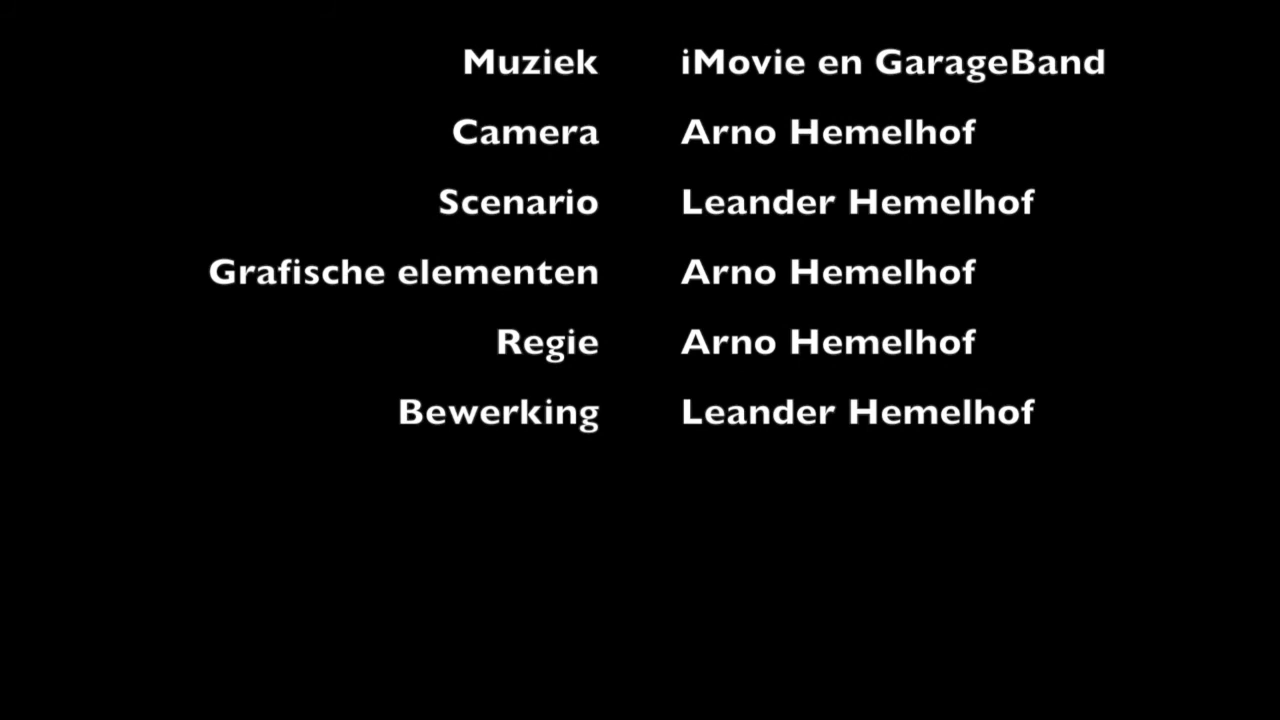 Muziek iMovie en GarageBand
Camera Arno Hemelhof
Scenario Leander Hemelhof
Grafische elementen Arno Hemelhof
Regie Arno Hemelhof
Bewerking Leander Hemelhof